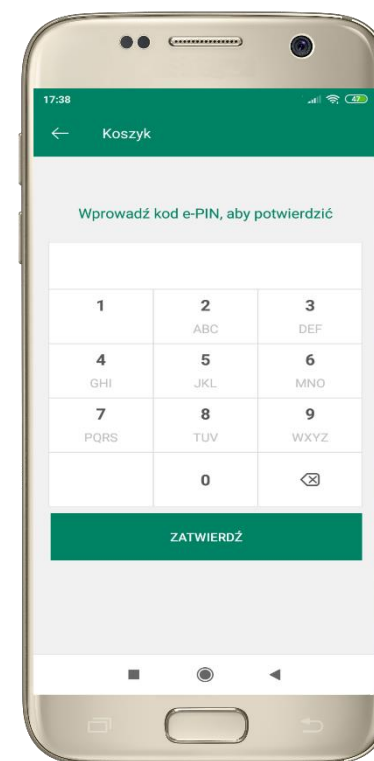 17:38
47
Koszyk
Wprowadź kod e-PIN, aby potwierdzić
1 2 3
ABC DEF
4 5 6
GHI JKL MNO
7 8 9
PQRS TUV WXYZ
0
ZATWIERDŹ